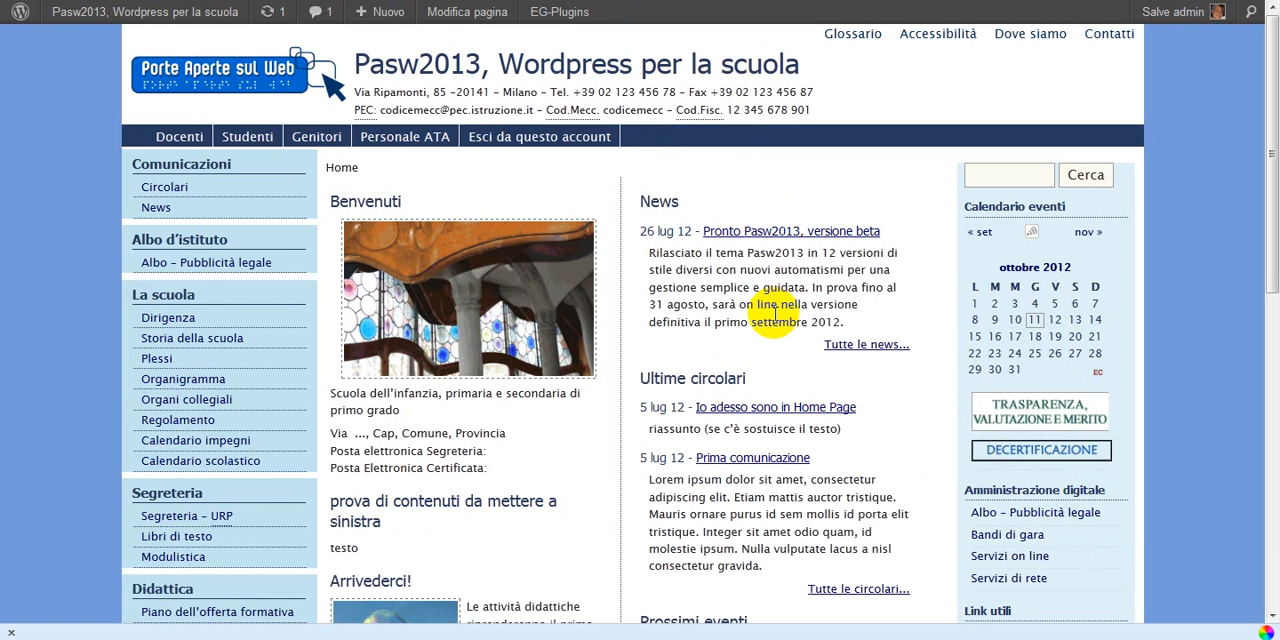 Pasw2013, Wordpress per la scuola
1
1
Nuovo
Modifica pagina
EG-Plugins
Salve admin
Glossario
Accessibilità
Dove siamo
Contatti
Porte Aperte sul Web
Pasw2013, Wordpress per la scuola
Via Ripamonti, 85 -20141 - Milano - Tel. +39 02 123 456 78 - Fax +39 02 123 456 87
PEC: codicemecc@pec.istruzione.it - Cod.Mecc. codicemecc - Cod.Fisc. 12 345 678 901
Docenti
Studenti
Genitori
Personale ATA
Esci da questo account
Comunicazioni
Circolari
News
Albo d'istituto
Albo - Pubblicità legale
La scuola
Dirigenza
Storia della scuola
Plessi
Organigramma
Organi collegiali
Regolamento
Calendario impegni
Calendario scolastico
Segreteria
Segreteria - URP
Libri di testo
Modulistica
Didattica
Piano dell'offerta formativa
Home
Benvenuti
Scuola dell'infanzia, primaria e secondaria di
primo grado
Via ..., Cap, Comune, Provincia
Posta elettronica Segreteria:
Posta Elettronica Certificata:
prova di contenuti da mettere a
sinistra
testo
Arrivederci!
Le attività didattiche
riprenderanno il primo
News
26 lug 12 - Pronto Pasw2013, versione beta
Rilasciato il tema Pasw2013 in 12 versioni di
stile diversi con nuovi automatismi per una
gestione semplice e guidata. In prova fino al
31 agosto, sarà on line nella versione
definitiva il primo settembre 2012.
Tutte le news...
Ultime circolari
5 lug 12 - Io adesso sono in Home Page
riassunto (se c'è sostuisce il testo)
5 lug 12 - Prima comunicazione
Lorem ipsum dolor sit amet, consectetur
adipiscing elit. Etiam mattis auctor tristique.
Mauris ornare purus id sem mollis id porta elit
tristique. Integer sit amet odio quam, id
molestie ipsum. Nulla vulputate lacus a nisl
consectetur gravida.
Tutte le circolari...
Prossimi eventi
Cerca
Calendario eventi
« set
nov »
ottobre 2012
L M M G V S D
1 2 3 4 5 6 7
8 9 10 11 12 13 14
15 16 17 18 19 20 21
22 23 24 25 26 27 28
29 30 31
EC
TRASPARENZA,
VALUTAZIONE E MERITO
DECERTIFICAZIONE
Amministrazione digitale
Albo - Pubblicità legale
Bandi di gara
Servizi on line
Servizi di rete
Link utili